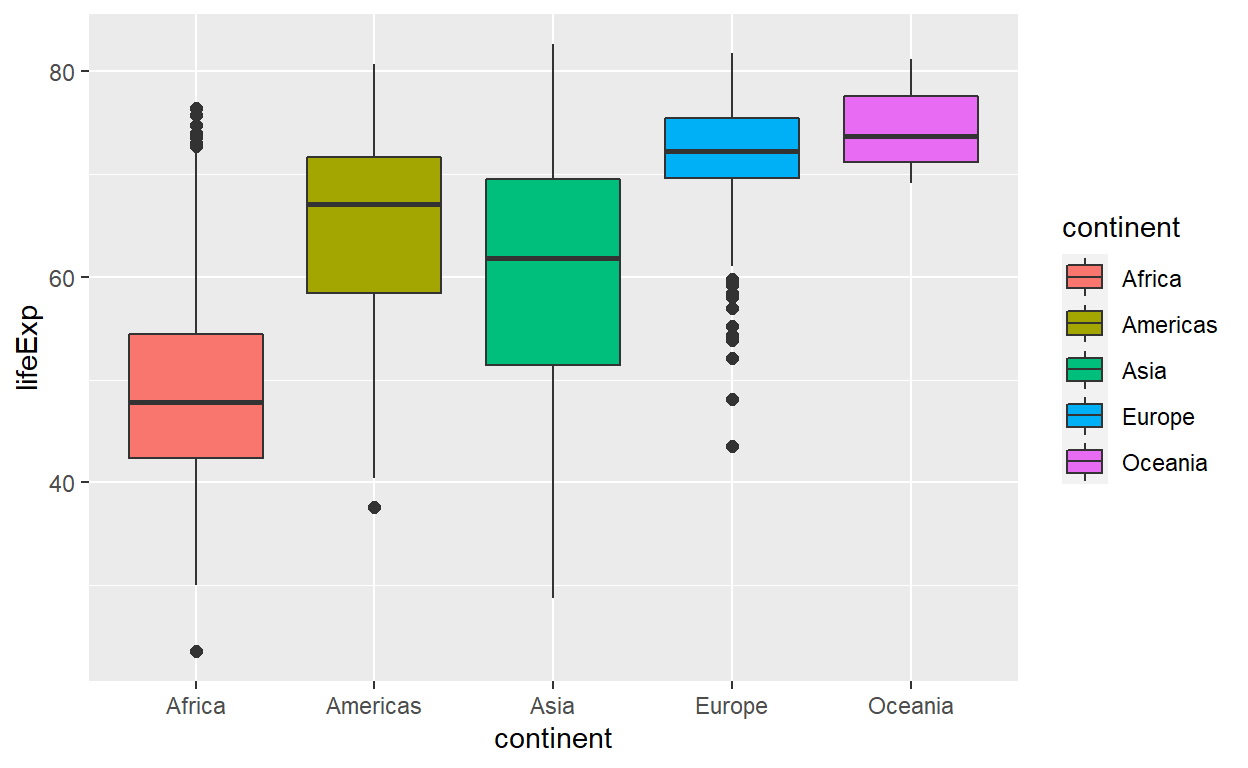 80
60
40
lifeExp
Africa
Americas
Asia
Europe
Oceania
continent
continent
Africa
Americas
Asia
Europe
Oceania